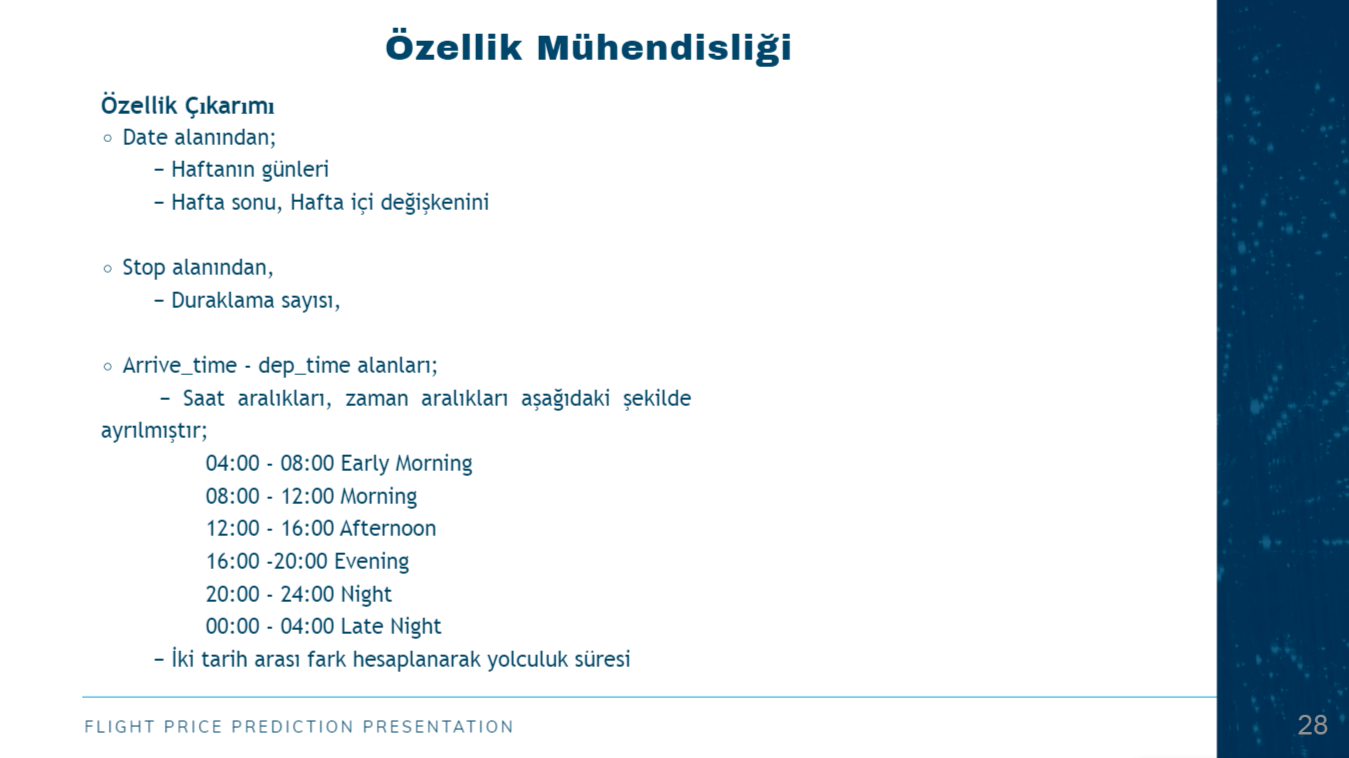 Özellik Mühendisliği
Özellik Çıkarımı
○ Date alanından;
– Haftanın günleri
– Hafta sonu, Hafta içi değişkenini
○ Stop alanından,
– Duraklama sayısı,
○ Arrive_time - dep_time alanları;
– Saat aralıkları, zaman aralıkları aşağıdaki şekilde
ayrılmıştır;
04:00 - 08:00 Early Morning
08:00 - 12:00 Morning
12:00 - 16:00 Afternoon
16:00 -20:00 Evening
20:00 - 24:00 Night
00:00 - 04:00 Late Night
– İki tarih arası fark hesaplanarak yolculuk süresi
FLIGHT PRICE PREDICTION PRESENTATION
28